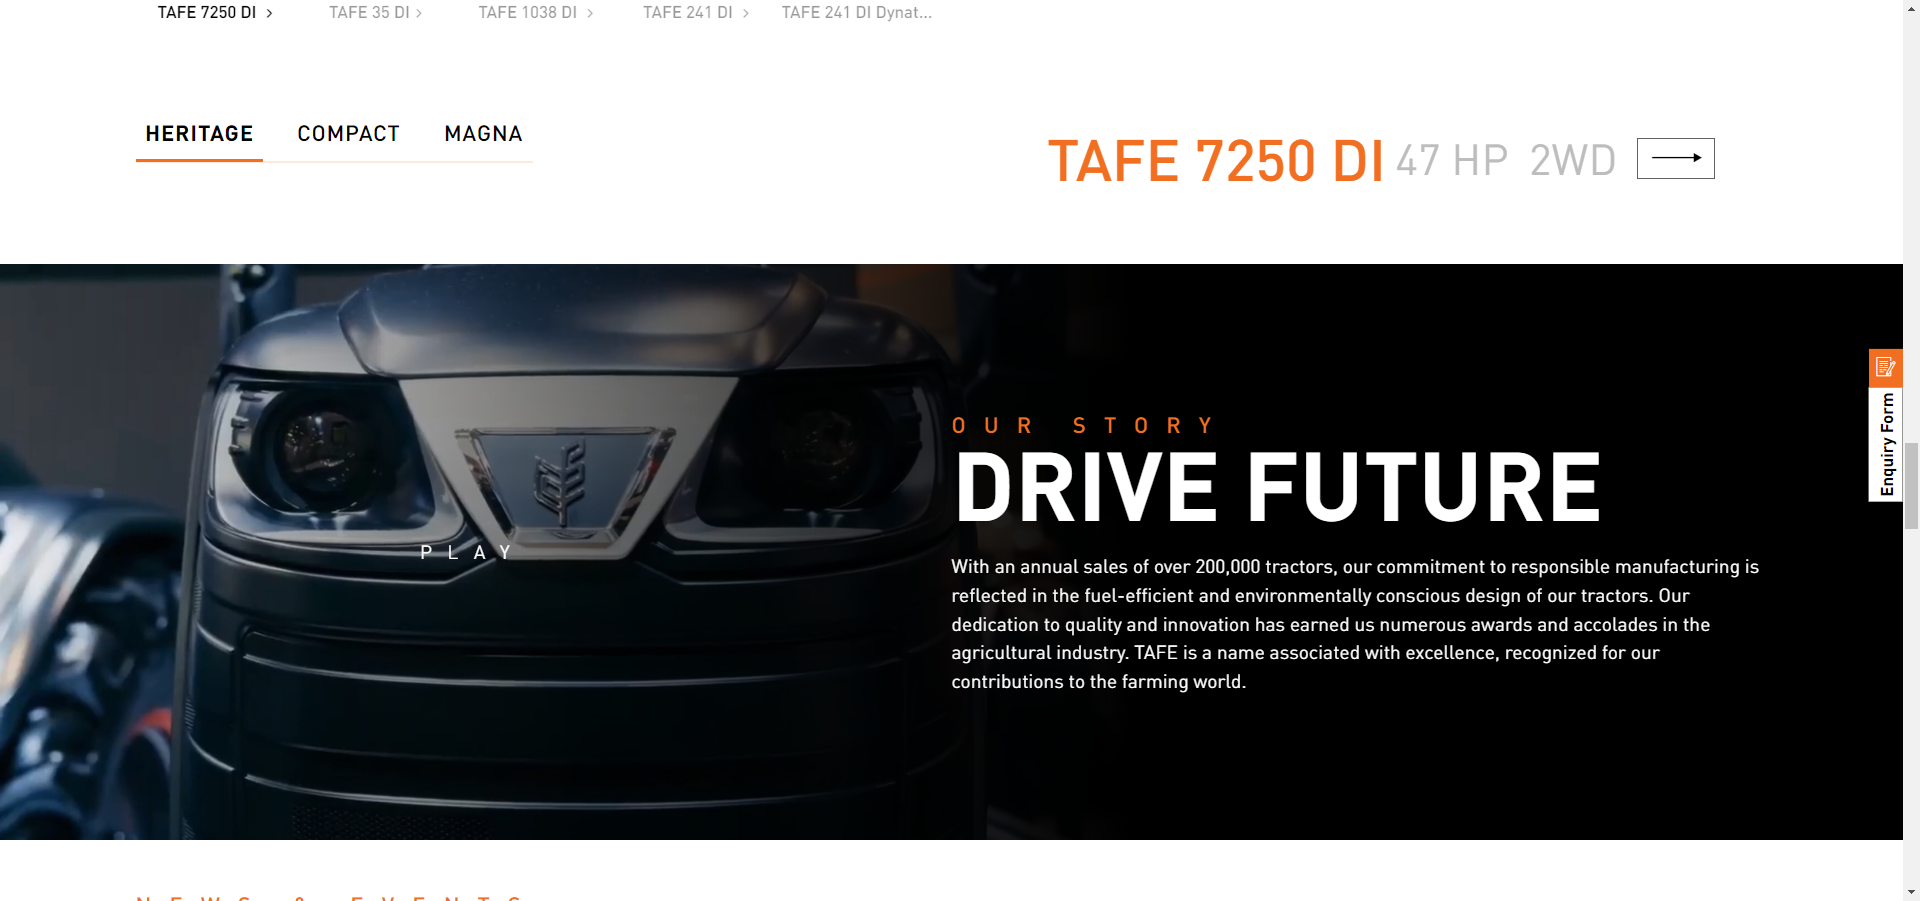 TAFE 7250 DI
TAFE 35 DI
TAFE 1038 DI
TAFE 241 DI
TAFE 241 DI Dynat...
HERITAGE
COMPACT
MAGNA
TAFE 7250 DI 47 HP 2WD
Enquiry Form
OUR STORY
DRIVE FUTURE
PLAY
With an annual sales of over 200,000 tractors, our commitment to responsible manufacturing is
reflected in the fuel-efficient and environmentally conscious design of our tractors. Our
dedication to quality and innovation has earned us numerous awards and accolades in the
agricultural industry. TAFE is a name associated with excellence, recognized for our
contributions to the farming world.
NEWS & EVENTS